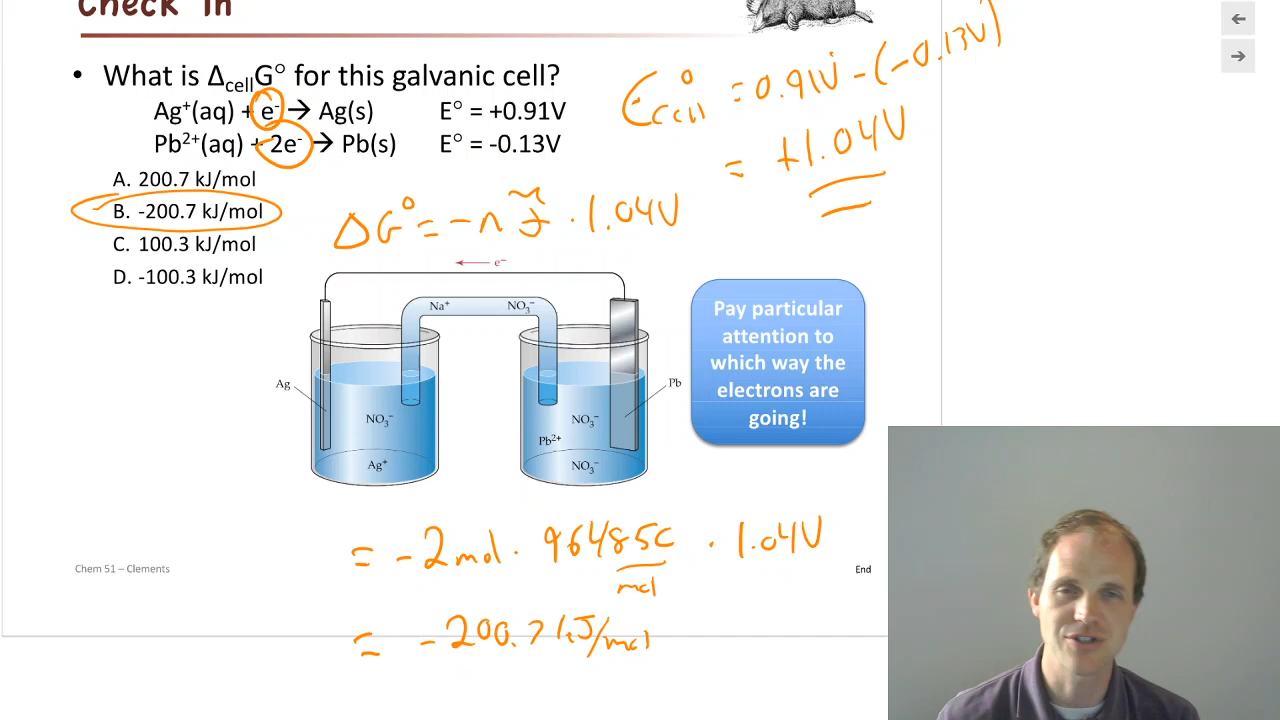 Check In
• What is ΔcellG° for this galvanic cell?
Ag⁺(aq) + e⁻ → Ag(s) E° = +0.91V
Pb²⁺(aq) + 2e⁻ → Pb(s) E° = -0.13V
A. 200.7 kJ/mol
B. -200.7 kJ/mol
C. 100.3 kJ/mol
D. -100.3 kJ/mol
E°cell = 0.91V - (-0.13V)
= +1.04V
ΔG° = -nF · 1.04V
← e⁻
Na⁺ NO₃⁻
Ag
Pb
NO₃⁻
Ag⁺
NO₃⁻
Pb²⁺
NO₃⁻
Pay particular
attention to
which way the
electrons are
going!
= -2mol · 96485C/mol · 1.04V
= -200.7 kJ/mol
Chem 51 – Clements
End
← 
→